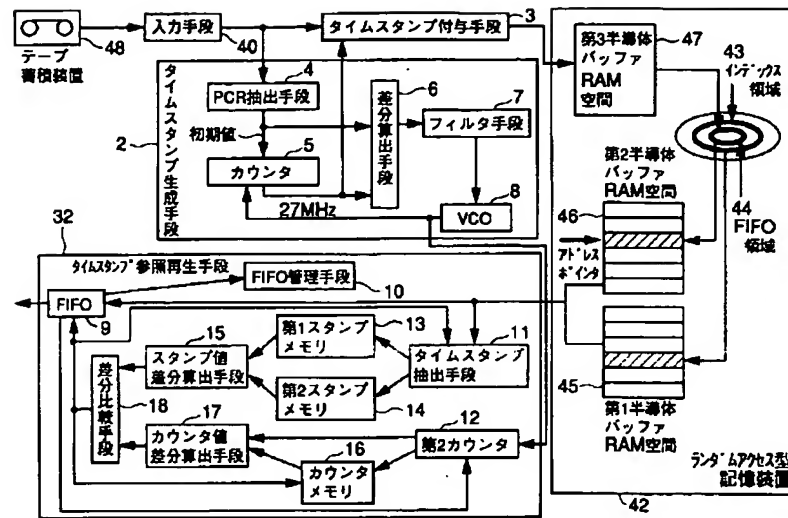 48
テープ
蓄積装置
入力手段
40
タイムスタンプ付与手段
3
タイムスタンプ生成手段
2
PCR抽出手段
4
初期値
5
カウンタ
差分算出手段
6
フィルタ手段
7
VCO
8
27MHz
第3半導体
バッファ
RAM
空間
47
43
インデックス
領域
第2半導体
バッファ
RAM空間
46
44
FIFO
領域
アドレス
ポインタ
45
第1半導体
バッファ
RAM空間
ランダムアクセス型
記憶装置
42
32
タイムスタンプ参照再生手段
FIFO
9
FIFO管理手段
10
タイムスタンプ
抽出手段
11
第1スタンプ
メモリ
13
第2スタンプ
メモリ
14
15
スタンプ値
差分算出手段
差分比較手段
18
17
カウンタ値
差分算出手段
16
カウンタ
メモリ
12
第2カウンタ